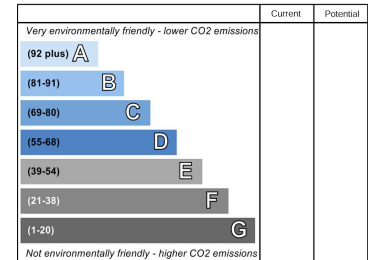 Current Potential
Very environmentally friendly - lower CO2 emissions
(92 plus) A
(81-91) B
(69-80) C
(55-68) D
(39-54) E
(21-38) F
(1-20) G
Not environmentally friendly - higher CO2 emissions